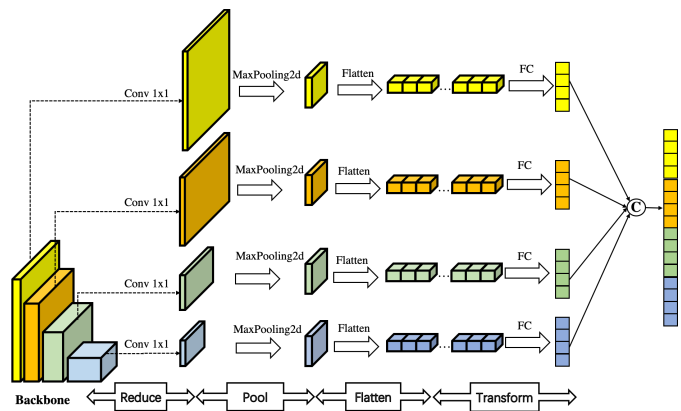 MaxPooling2d
Flatten
FC
Conv 1x1
...
MaxPooling2d
Flatten
FC
Conv 1x1
...
C
MaxPooling2d
Flatten
FC
Conv 1x1
...
MaxPooling2d
Flatten
FC
Conv 1x1
...
Backbone
Reduce
Pool
Flatten
Transform